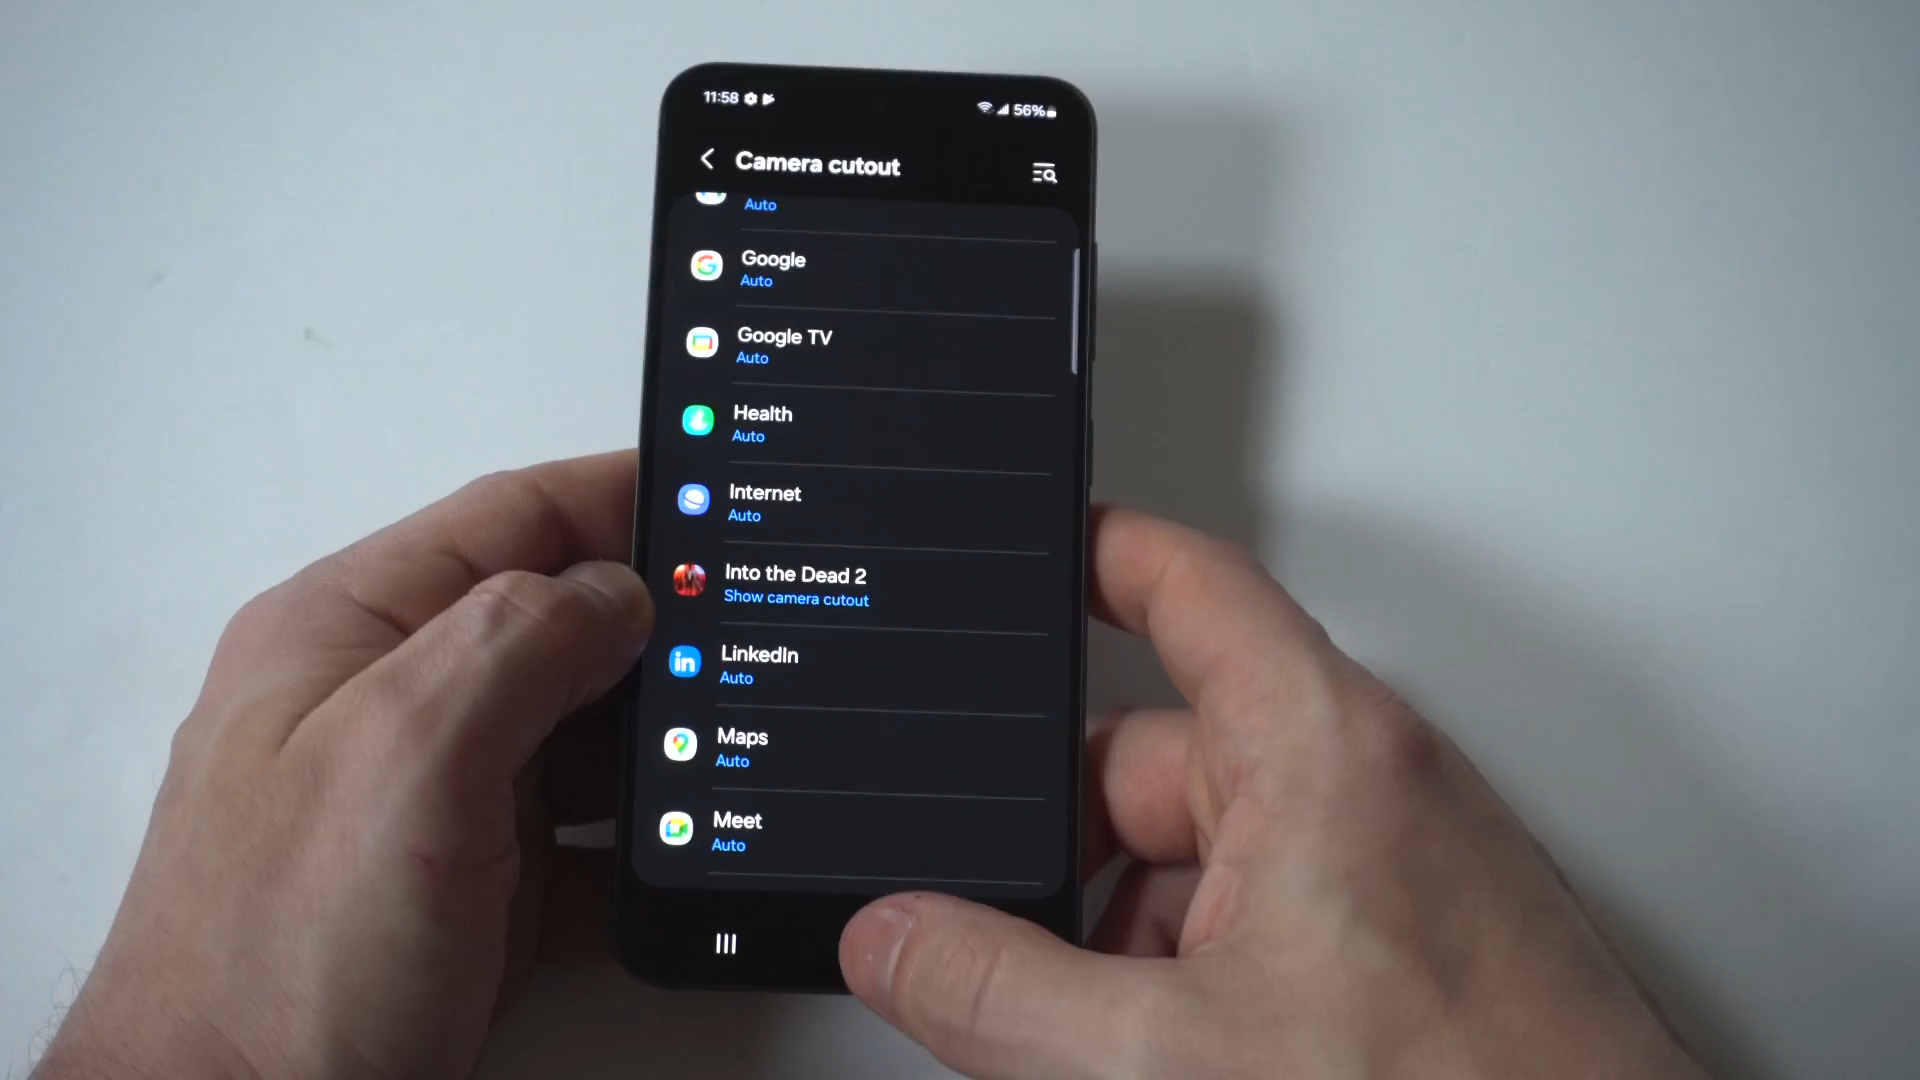 11:58
56%
Camera cutout
Auto
Google
Auto
Google TV
Auto
Health
Auto
Internet
Auto
Into the Dead 2
Show camera cutout
in
LinkedIn
Auto
Maps
Auto
Meet
Auto